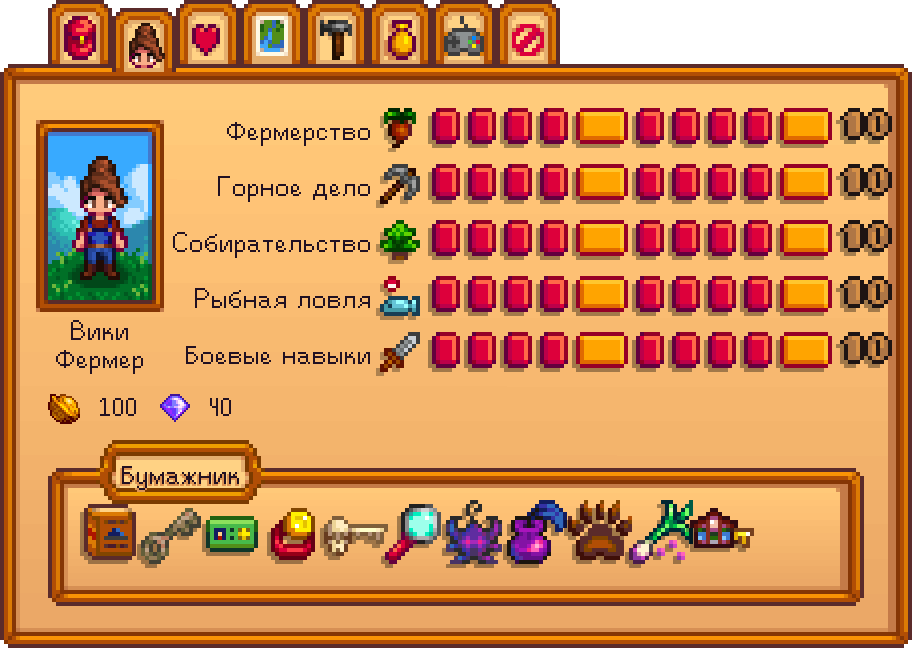 Фермерство 10
Горное дело 10
Собирательство 10
Рыбная ловля 10
Боевые навыки 10
Вики
Фермер
100 40
Бумажник